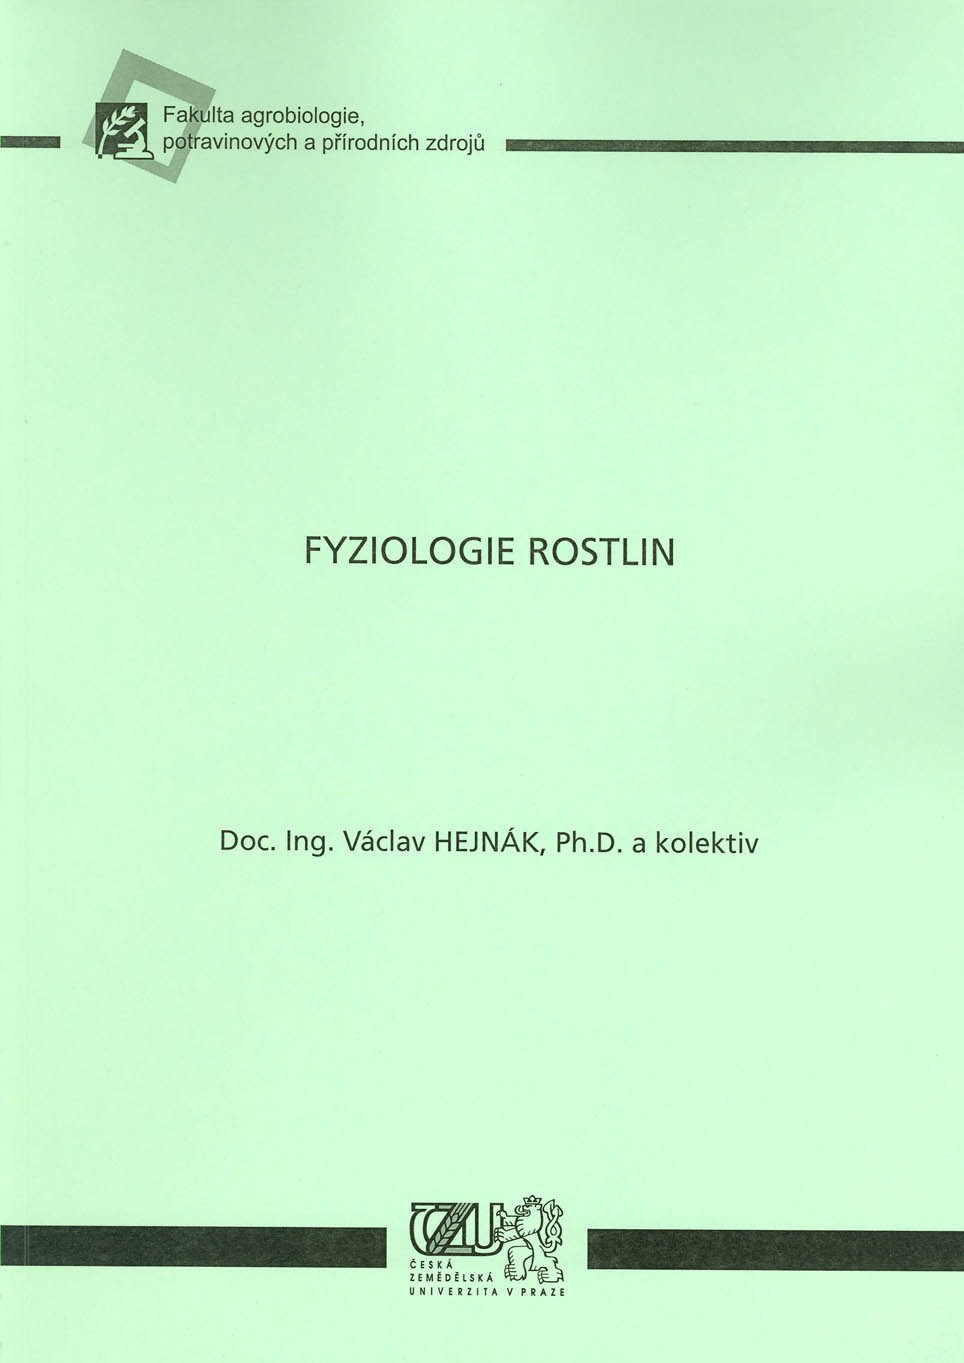 Fakulta agrobiologie,
potravinových a přírodních zdrojů
FYZIOLOGIE ROSTLIN
Doc. Ing. Václav HEJNÁK, Ph.D. a kolektiv
ČZU
ČESKÁ
ZEMĚDĚLSKÁ
UNIVERZITA V PRAZE